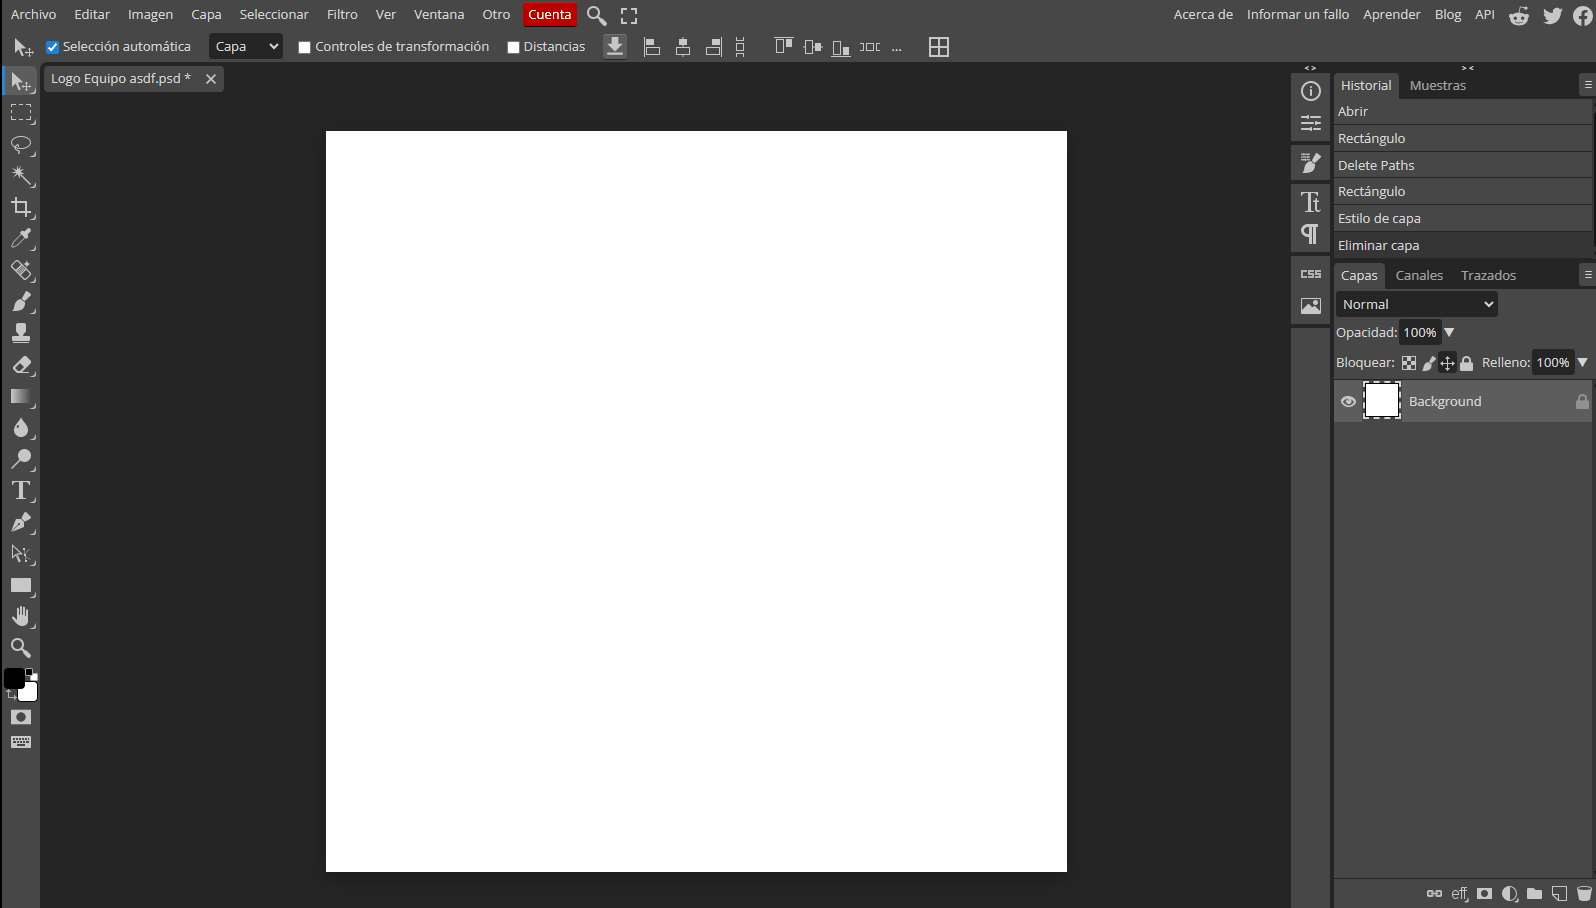 Archivo Editar Imagen Capa Seleccionar Filtro Ver Ventana Otro Cuenta Acerca de Informar un fallo Aprender Blog API
Selección automática Capa Controles de transformación Distancias ...
Logo Equipo asdf.psd *
Historial Muestras
Abrir
Rectángulo
Delete Paths
Rectángulo
Estilo de capa
Eliminar capa
CSS
Capas Canales Trazados
Normal
Opacidad: 100%
Bloquear: Relleno: 100%
Background
eff